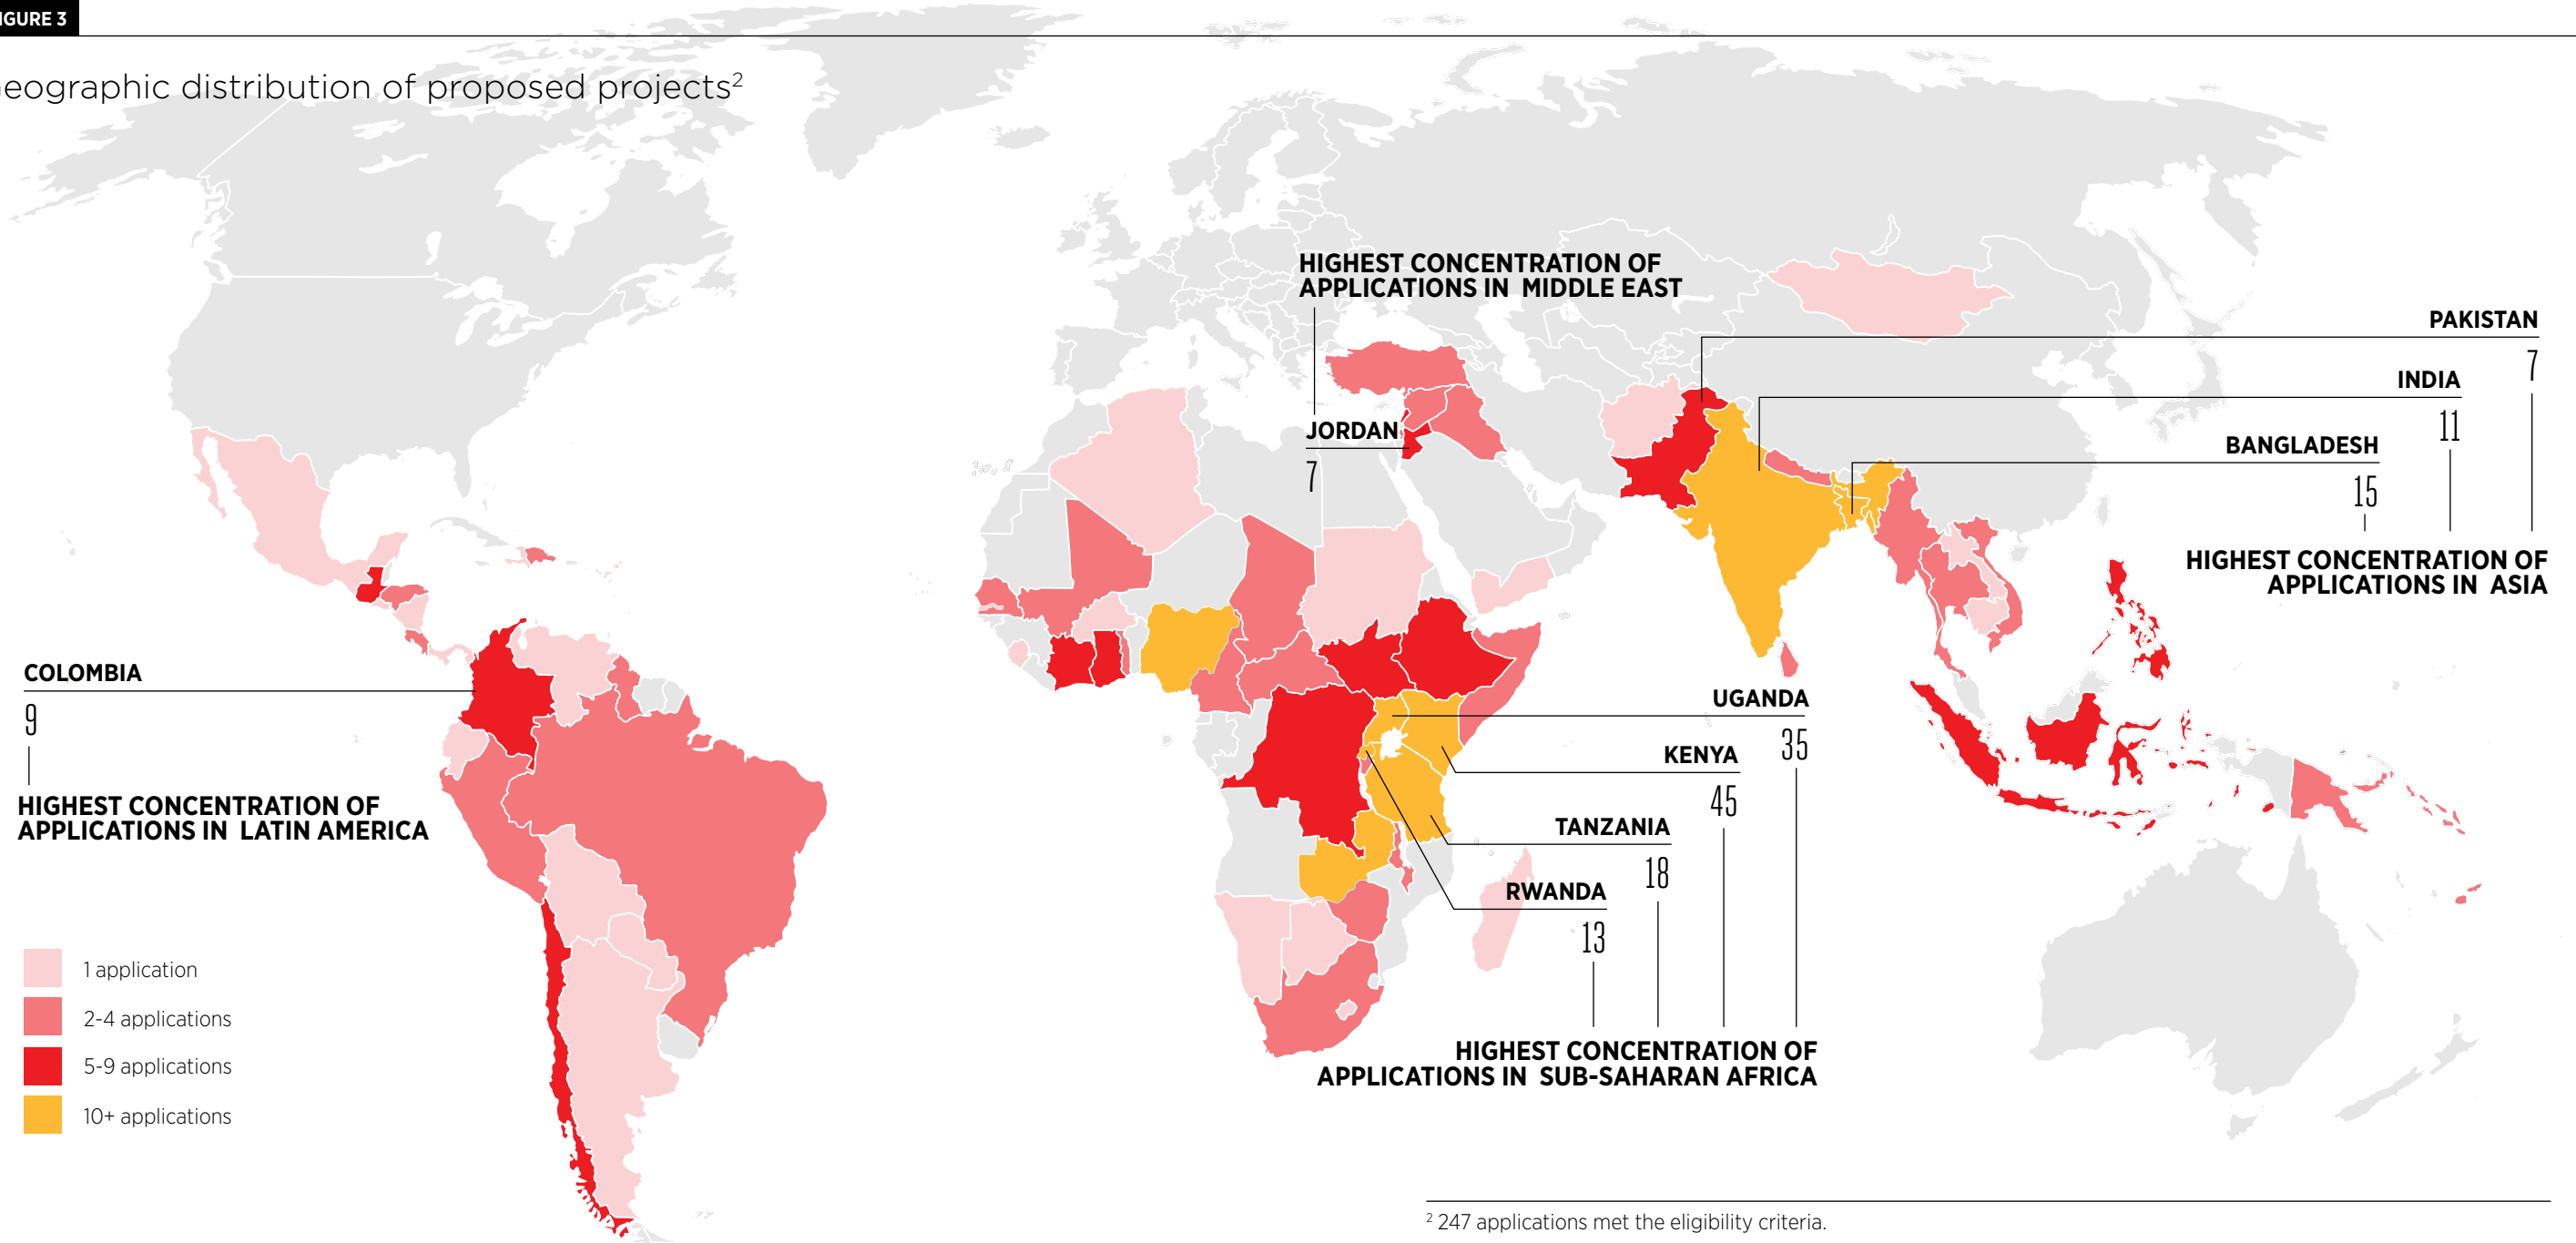 IGURE 3
eographic distribution of proposed projects2
HIGHEST CONCENTRATION OF
APPLICATIONS IN MIDDLE EAST
JORDAN
7
PAKISTAN
7
INDIA
11
BANGLADESH
15
HIGHEST CONCENTRATION OF
APPLICATIONS IN ASIA
COLOMBIA
9
HIGHEST CONCENTRATION OF
APPLICATIONS IN LATIN AMERICA
UGANDA
35
KENYA
45
TANZANIA
18
RWANDA
13
HIGHEST CONCENTRATION OF
APPLICATIONS IN SUB-SAHARAN AFRICA
1 application
2-4 applications
5-9 applications
10+ applications
2 247 applications met the eligibility criteria.